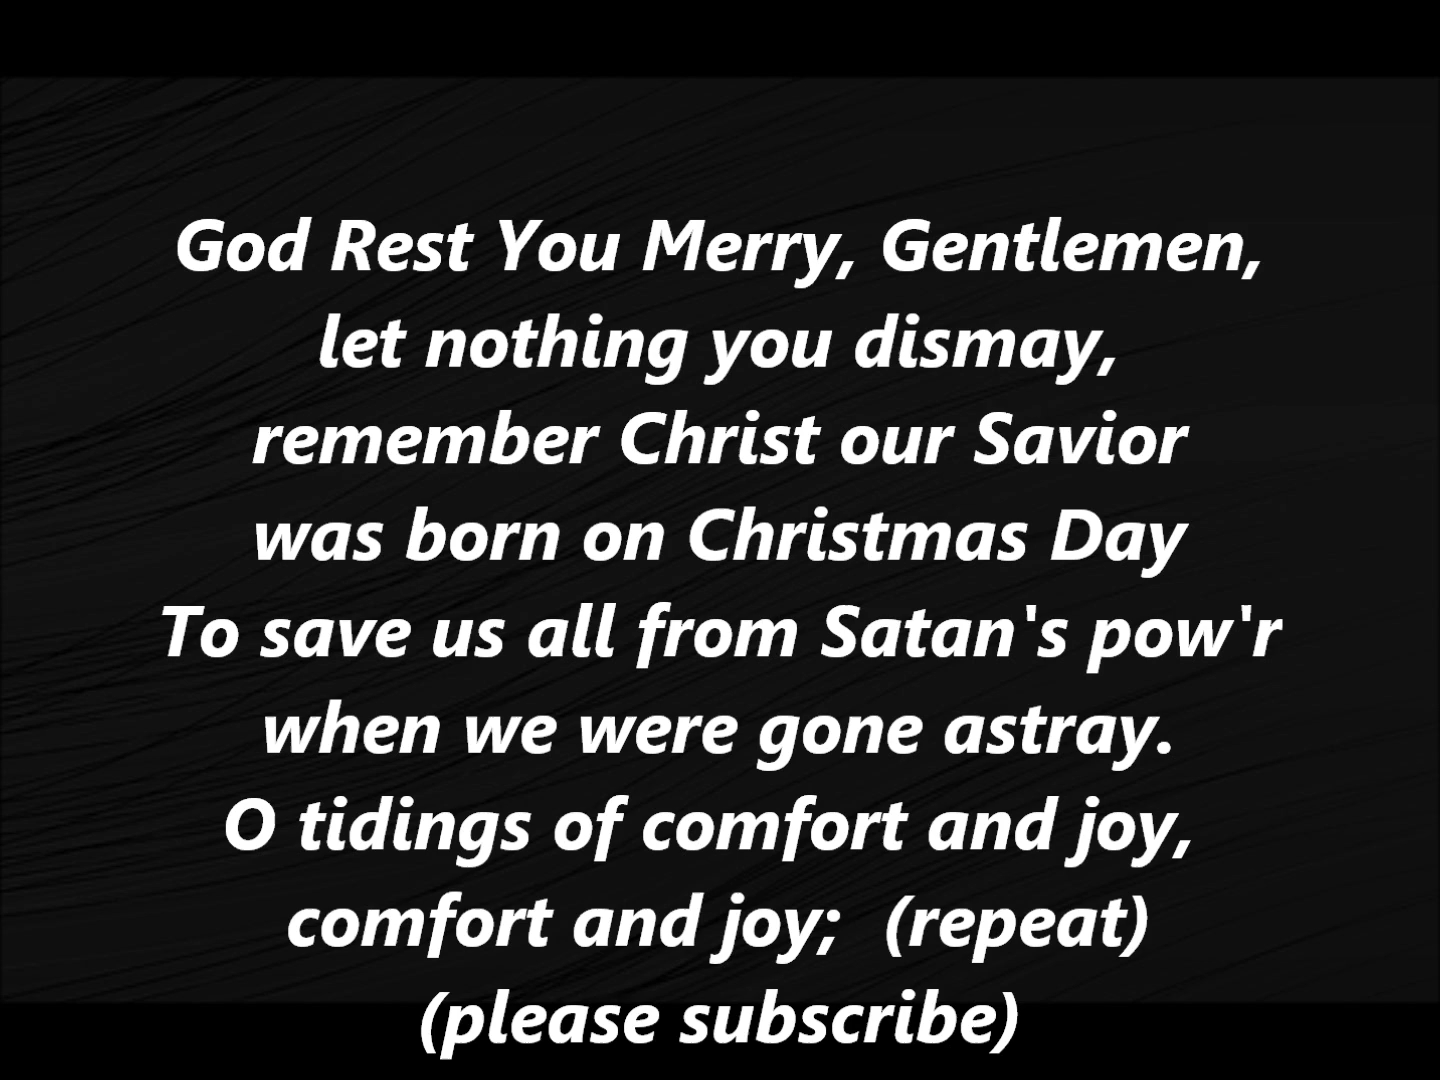 God Rest You Merry, Gentlemen,
let nothing you dismay,
remember Christ our Savior
was born on Christmas Day
To save us all from Satan's pow'r
when we were gone astray.
O tidings of comfort and joy,
comfort and joy;  (repeat)
(please subscribe)